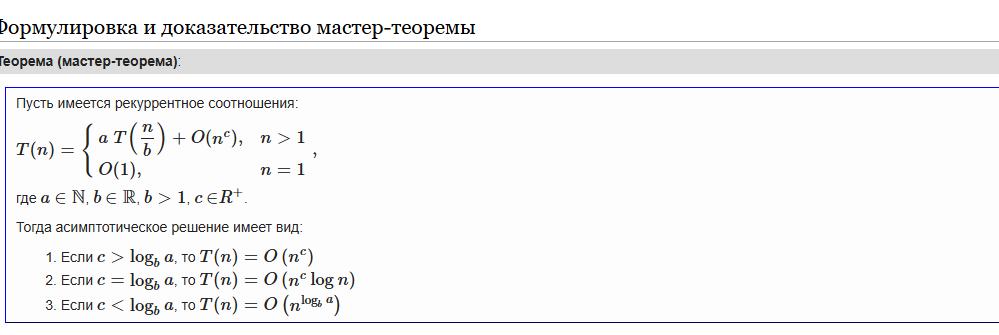 Формулировка и доказательство мастер-теоремы
Теорема (мастер-теорема):
Пусть имеется рекуррентное соотношения:
T(n) = { a T(n/b) + O(n^c), n > 1
O(1), n = 1 ,
где a ∈ ℕ, b ∈ ℝ, b > 1, c ∈ R⁺.
Тогда асимптотическое решение имеет вид:
1. Если c > log_b a, то T(n) = O (n^c)
2. Если c = log_b a, то T(n) = O (n^c log n)
3. Если c < log_b a, то T(n) = O (n^{log_b a})